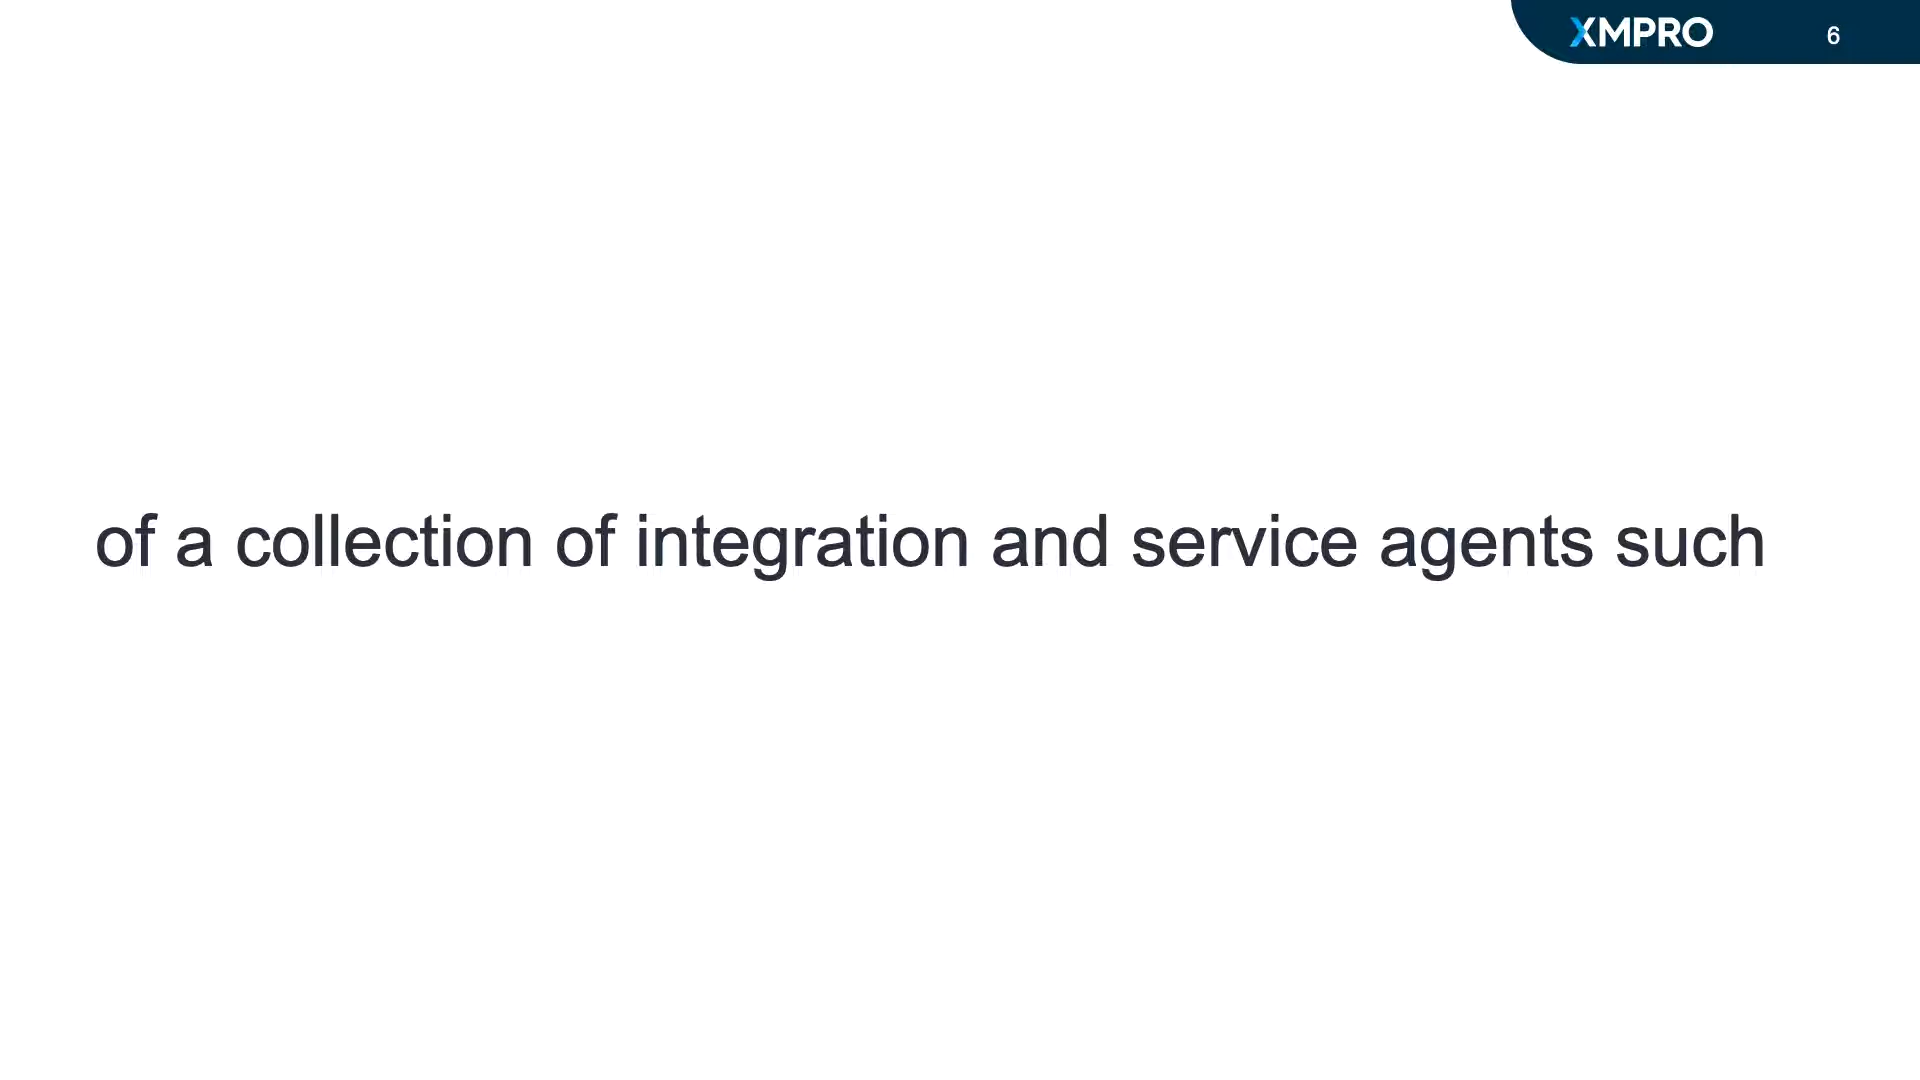 XMPRO 6
of a collection of integration and service agents such